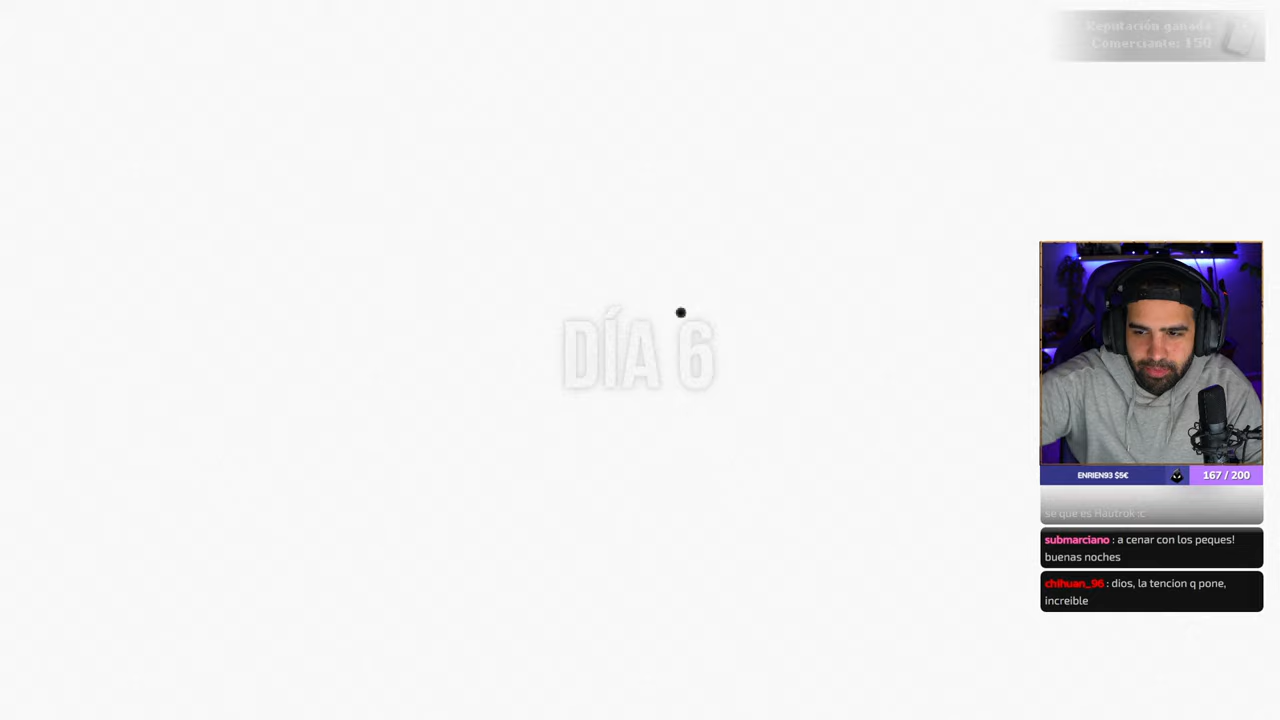 Reputación ganada
Comerciante: 150
DÍA 6
ENRIEN93 $5€
167 / 200
se que es Hautrok :c
submarciano : a cenar con los peques!
buenas noches
chihuan_96 : dios, la tencion q pone,
increible